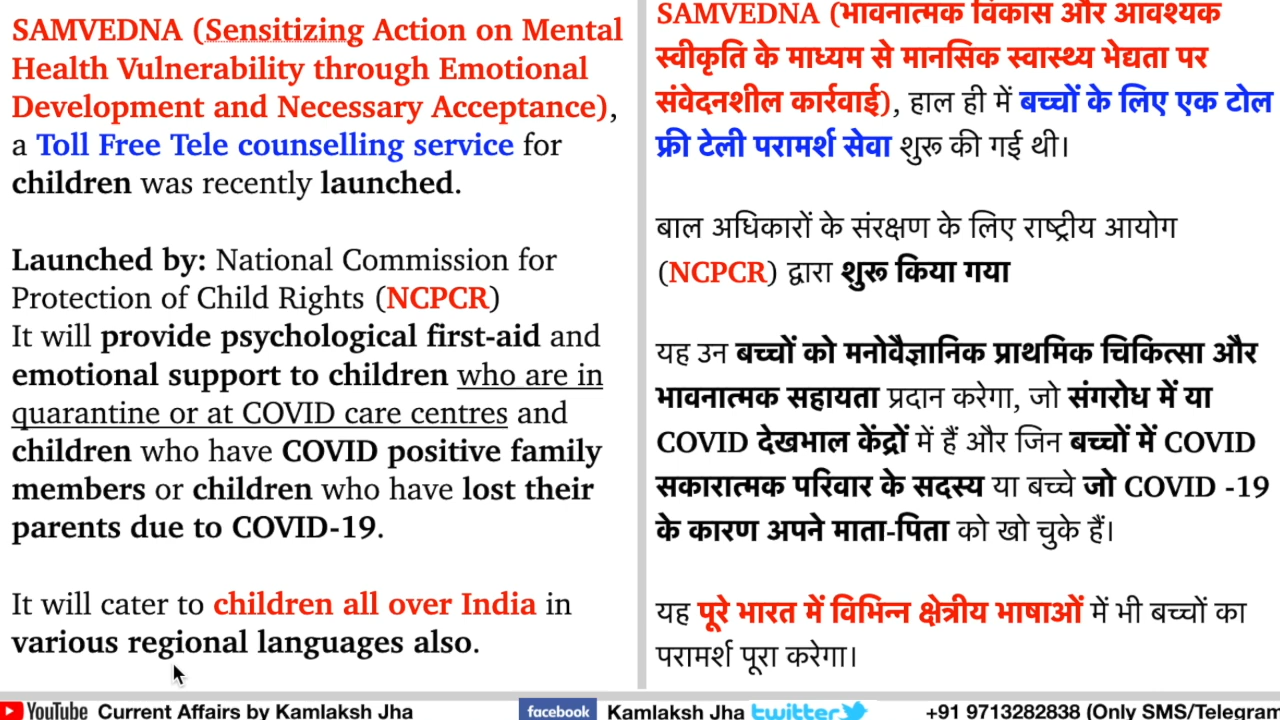 SAMVEDNA (Sensitizing Action on Mental
Health Vulnerability through Emotional
Development and Necessary Acceptance),
a Toll Free Tele counselling service for
children was recently launched.
Launched by: National Commission for
Protection of Child Rights (NCPCR)
It will provide psychological first-aid and
emotional support to children who are in
quarantine or at COVID care centres and
children who have COVID positive family
members or children who have lost their
parents due to COVID-19.
It will cater to children all over India in
various regional languages also.
SAMVEDNA (भावनात्मक विकास और आवश्यक
स्वीकृति के माध्यम से मानसिक स्वास्थ्य भेद्यता पर
संवेदनशील कार्रवाई), हाल ही में बच्चों के लिए एक टोल
फ्री टेली परामर्श सेवा शुरू की गई थी।
बाल अधिकारों के संरक्षण के लिए राष्ट्रीय आयोग
(NCPCR) द्वारा शुरू किया गया
यह उन बच्चों को मनोवैज्ञानिक प्राथमिक चिकित्सा और
भावनात्मक सहायता प्रदान करेगा, जो संगरोध में या
COVID देखभाल केंद्रों में हैं और जिन बच्चों में COVID
सकारात्मक परिवार के सदस्य या बच्चे जो COVID -19
के कारण अपने माता-पिता को खो चुके हैं।
यह पूरे भारत में विभिन्न क्षेत्रीय भाषाओं में भी बच्चों का
परामर्श पूरा करेगा।
YouTube Current Affairs by Kamlaksh Jha facebook Kamlaksh Jha twitter +91 9713282838 (Only SMS/Telegram